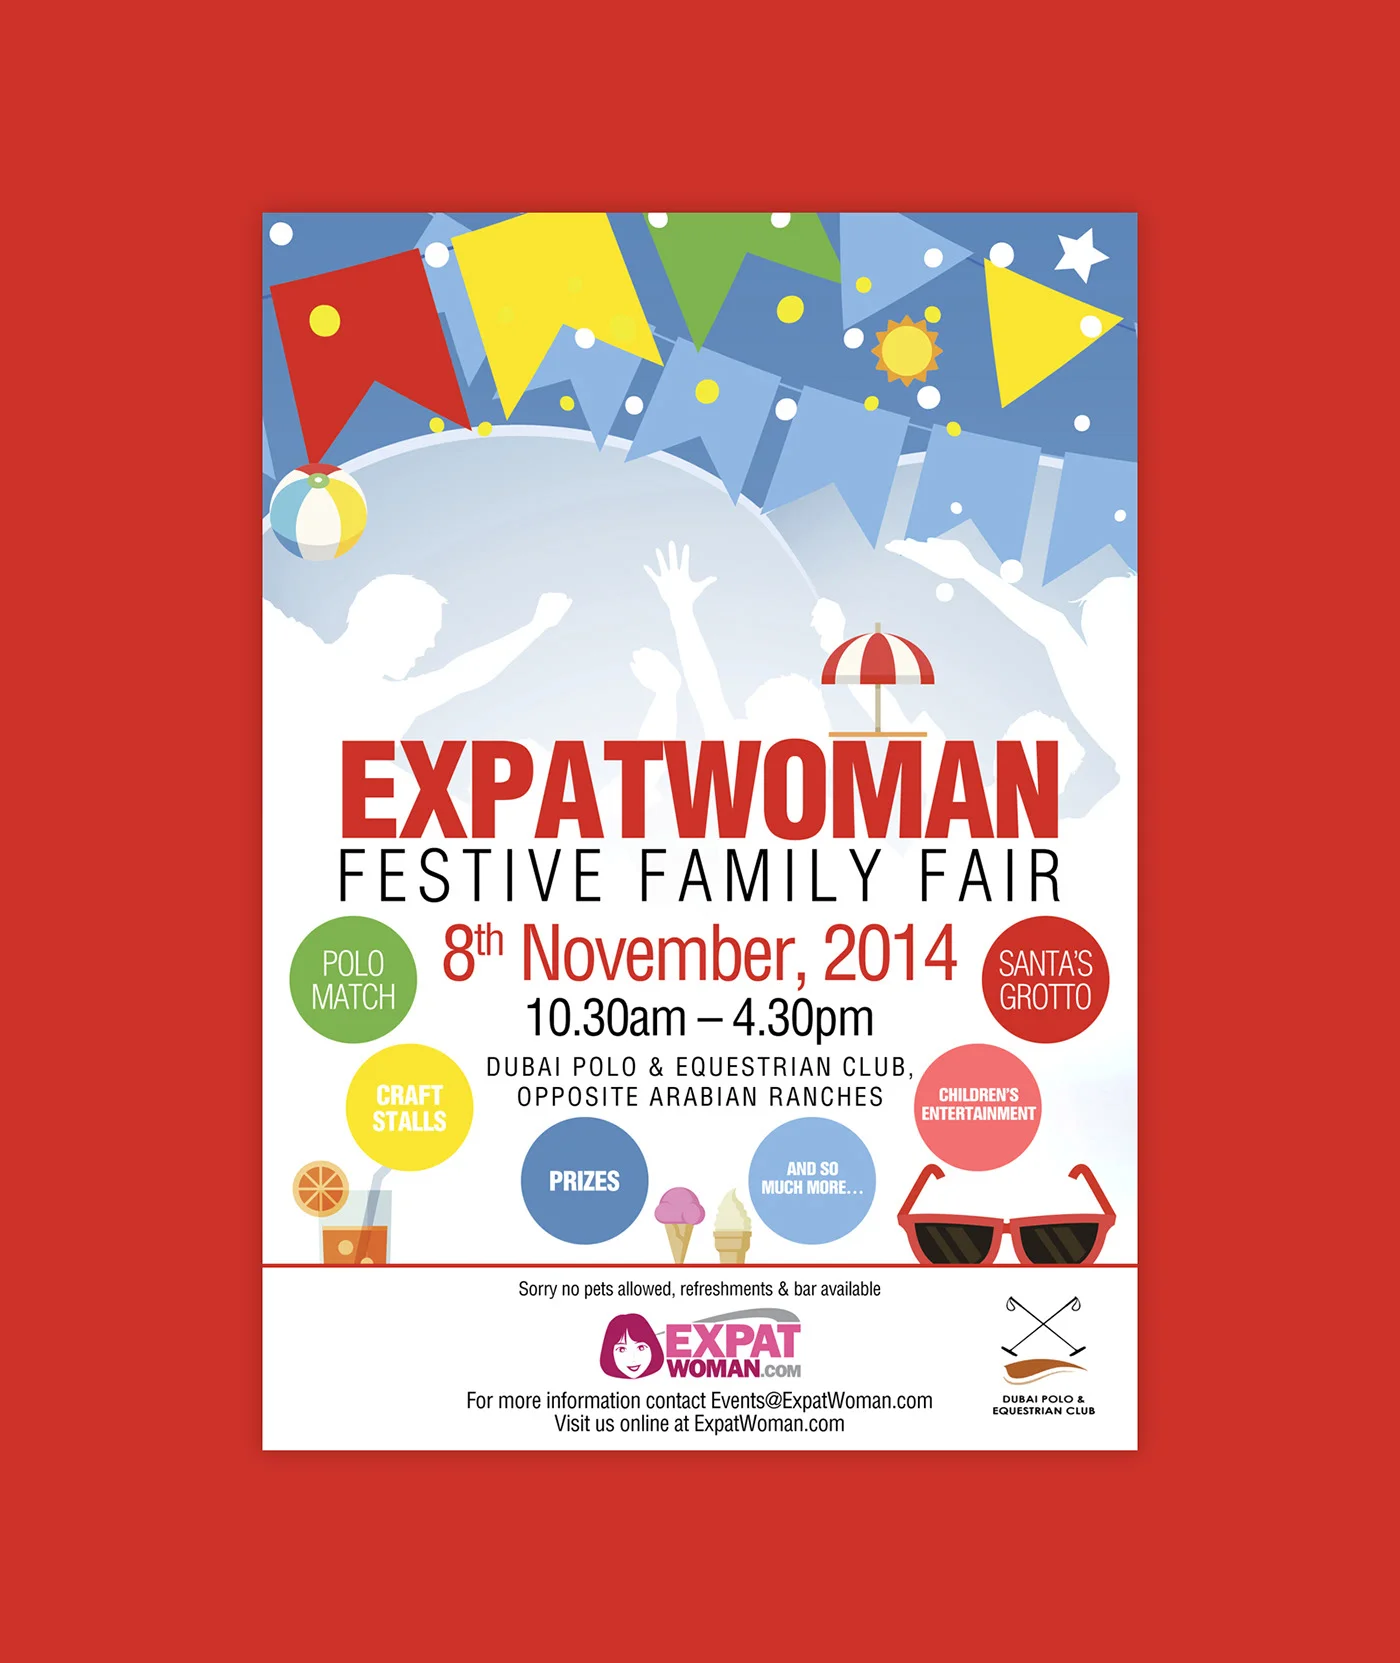 EXPATWOMAN
FESTIVE FAMILY FAIR
8th November, 2014
10.30am – 4.30pm
DUBAI POLO & EQUESTRIAN CLUB,
OPPOSITE ARABIAN RANCHES
POLO
MATCH
SANTA'S
GROTTO
CRAFT
STALLS
CHILDREN'S
ENTERTAINMENT
PRIZES
AND SO
MUCH MORE...
Sorry no pets allowed, refreshments & bar available
EXPAT
WOMAN.COM
For more information contact Events@ExpatWoman.com
Visit us online at ExpatWoman.com
DUBAI POLO &
EQUESTRIAN CLUB